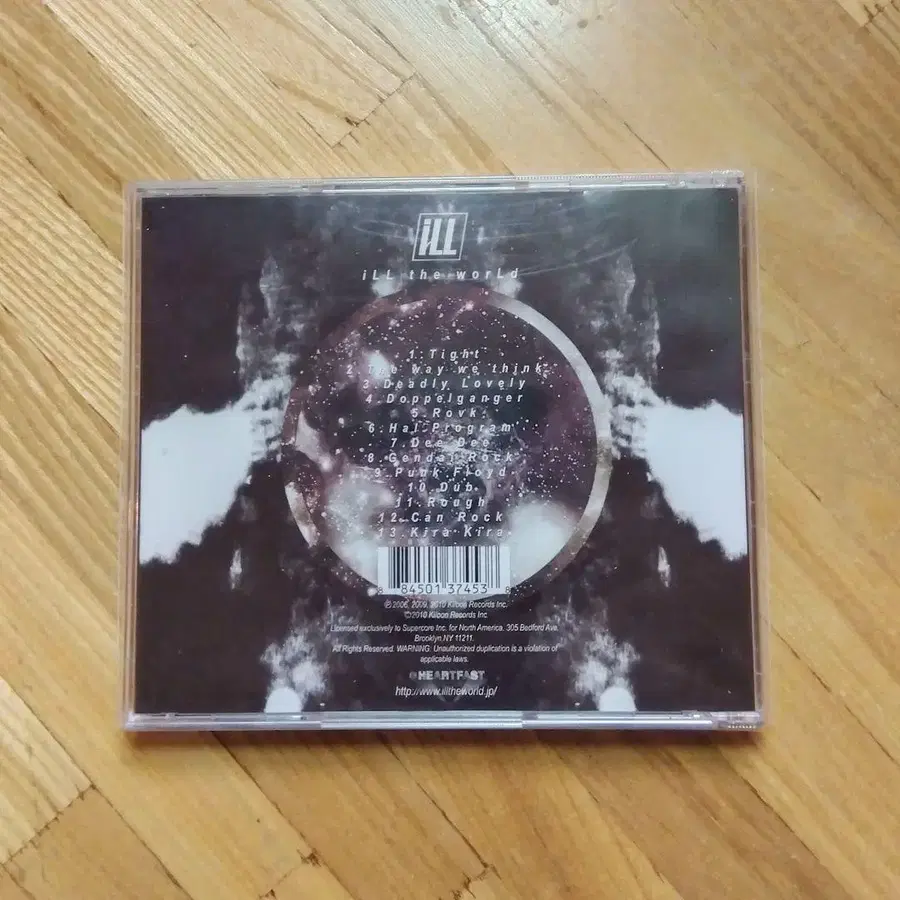 iLL
iLL the worLd
1.Tight
2.The way we think
3.Deadly Lovely
4.Doppelganger
5.Rovk
6.Hal Program
7.Dee Dee
8.Gendai Rock
9.Punk Floyd
10.Dub
11.Rough
12.Can Rock
13.Kira Kira
8 84501 37453 8
℗2006, 2009, 2010 Ki/oon Records Inc.
©2010 Ki/oon Records Inc.
Licensed exclusively to Supercore Inc. for North America. 305 Bedford Ave.
Brooklyn,NY 11211.
All Rights Reserved. WARNING: Unauthorized duplication is a violation of
applicable laws.
HEARTFAST
http://www.illtheworld.jp/